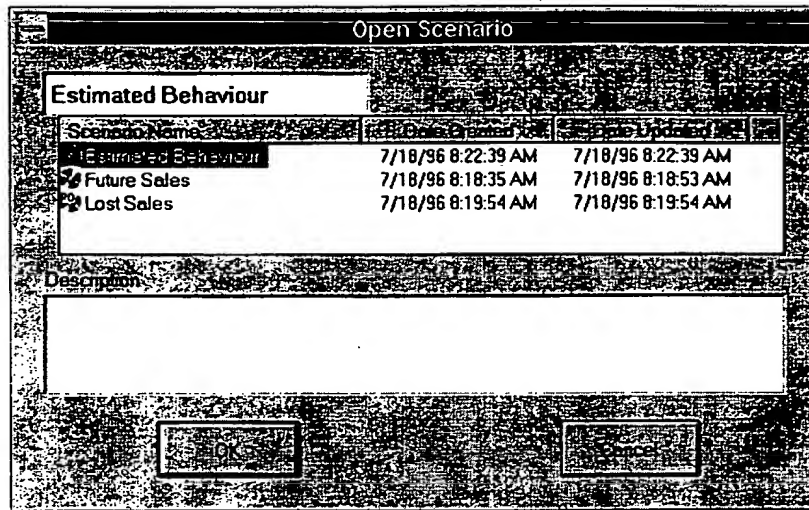 Open Scenario
Estimated Behaviour
Scenario Name Date Created Date Updated
Estimated Behaviour 7/18/96 8:22:39 AM 7/18/96 8:22:39 AM
Future Sales 7/18/96 8:18:35 AM 7/18/96 8:18:53 AM
Lost Sales 7/18/96 8:19:54 AM 7/18/96 8:19:54 AM
Description
OK Cancel